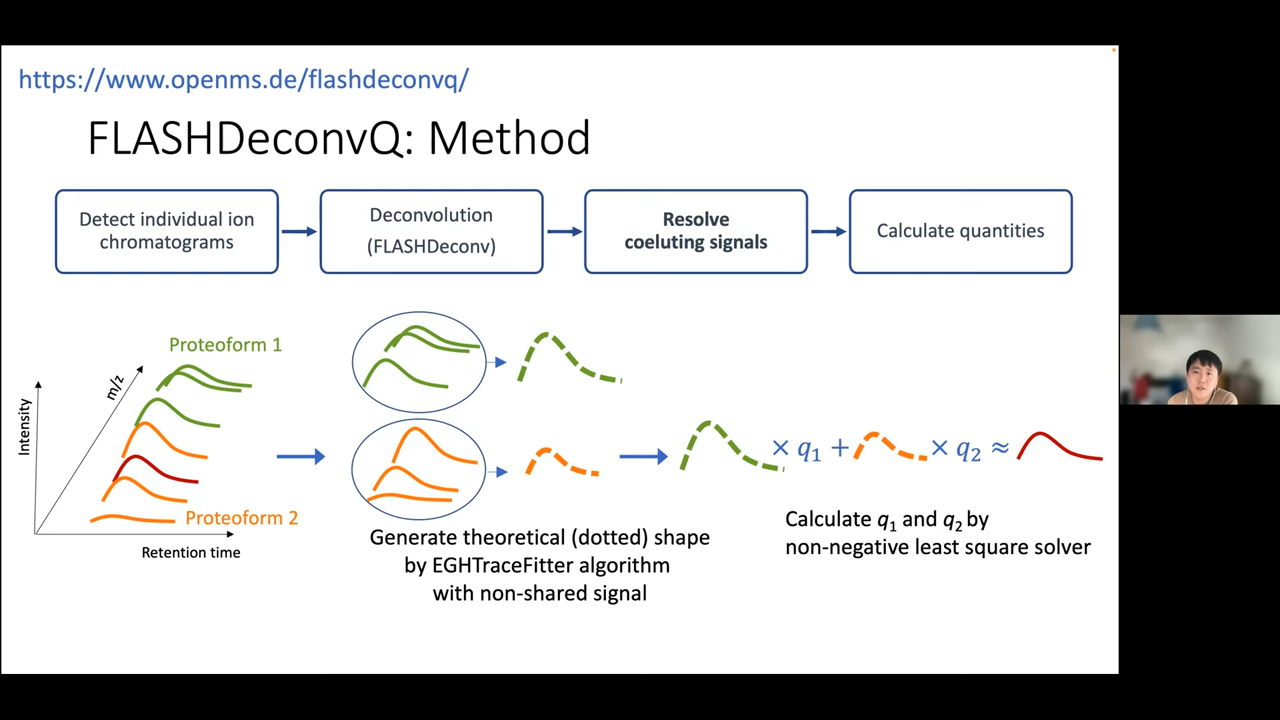 https://www.openms.de/flashdeconvq/
FLASHDeconvQ: Method
Detect individual ion
chromatograms
Deconvolution
(FLASHDeconv)
Resolve
coeluting signals
Calculate quantities
Proteoform 1
m/z
Intensity
Proteoform 2
Retention time
× q₁ + × q₂ ≈
Generate theoretical (dotted) shape
by EGHTraceFitter algorithm
with non-shared signal
Calculate q₁ and q₂ by
non-negative least square solver